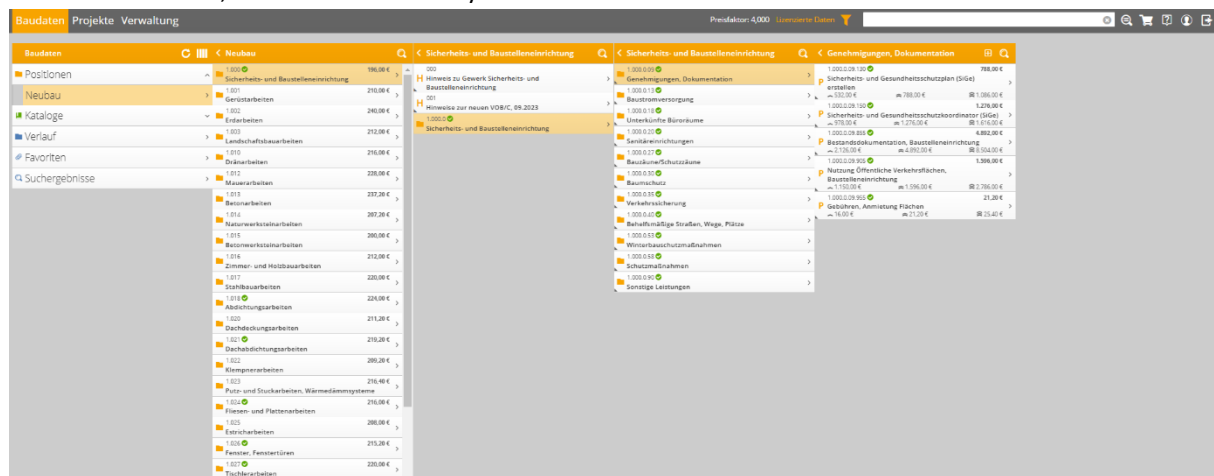 Baudaten Projekte Verwaltung
Preisfaktor: 4,000 Lizenzierte Daten
Baudaten
Positionen
Neubau
Kataloge
Verlauf
Favoriten
Suchergebnisse
Neubau
1.000 196,00 €
Sicherheits- und Baustelleneinrichtung
1.001 210,00 €
Gerüstarbeiten
1.002 240,00 €
Erdarbeiten
1.003 212,00 €
Landschaftsbauarbeiten
1.010 216,00 €
Dränarbeiten
1.012 228,00 €
Mauerarbeiten
1.013 237,20 €
Betonarbeiten
1.014 207,20 €
Naturwerksteinarbeiten
1.015
Betonwerksteinarbeiten
1.016 212,00 €
Zimmer- und Holzbauarbeiten
1.017 220,00 €
Stahlbauarbeiten
1.018 224,00 €
Abdichtungsarbeiten
1.020 211,20 €
Dachdeckungsarbeiten
1.021 219,20 €
Dachabdichtungsarbeiten
1.022 209,20 €
Klempnerarbeiten
1.023 216,40 €
Putz- und Stuckarbeiten, Wärmedämmsysteme
1.024 216,00 €
Fliesen- und Plattenarbeiten
1.025
Estricharbeiten
1.026 215,20 €
Fenster, Fenstertüren
1.027 220,00 €
Tischlerarbeiten
Sicherheits- und Baustelleneinrichtung
000
H Hinweis zu Gewerk Sicherheits- und
Baustelleneinrichtung
001
H Hinweise zur neuen VOB/C, 09.2023
1.000.0
Sicherheits- und Baustelleneinrichtung
Sicherheits- und Baustelleneinrichtung
1.000.0.09
Genehmigungen, Dokumentation
1.000.0.13
Baustromversorgung
1.000.0.18
Unterkünfte Büroräume
1.000.0.20
Sanitäreinrichtungen
1.000.0.27
Bauzäune/Schutzzäune
1.000.0.30
Baumschutz
1.000.0.35
Verkehrssicherung
1.000.0.40
Behelfsmäßige Straßen, Wege, Plätze
1.000.0.53
Winterbauschutzmaßnahmen
1.000.0.58
Schutzmaßnahmen
1.000.0.90
Sonstige Leistungen
Genehmigungen, Dokumentation
1.000.0.09.130 788,00 €
P Sicherheits- und Gesundheitsschutzplan (SiGe)
erstellen
532,00 € 788,00 € 1.086,00 €
1.000.0.09.150 1.276,00 €
P Sicherheits- und Gesundheitsschutzkoordinator (SiGe)
978,00 € 1.276,00 € 1.616,00 €
1.000.0.09.855 4.892,00 €
P Bestandsdokumentation, Baustelleneinrichtung
2.126,00 € 4.892,00 € 8.504,00 €
1.000.0.09.905 1.596,00 €
P Nutzung Öffentliche Verkehrsflächen,
Baustelleneinrichtung
1.150,00 € 1.596,00 € 2.786,00 €
1.000.0.09.955 21,20 €
P Gebühren, Anmietung Flächen
16,00 € 21,20 € 25,40 €